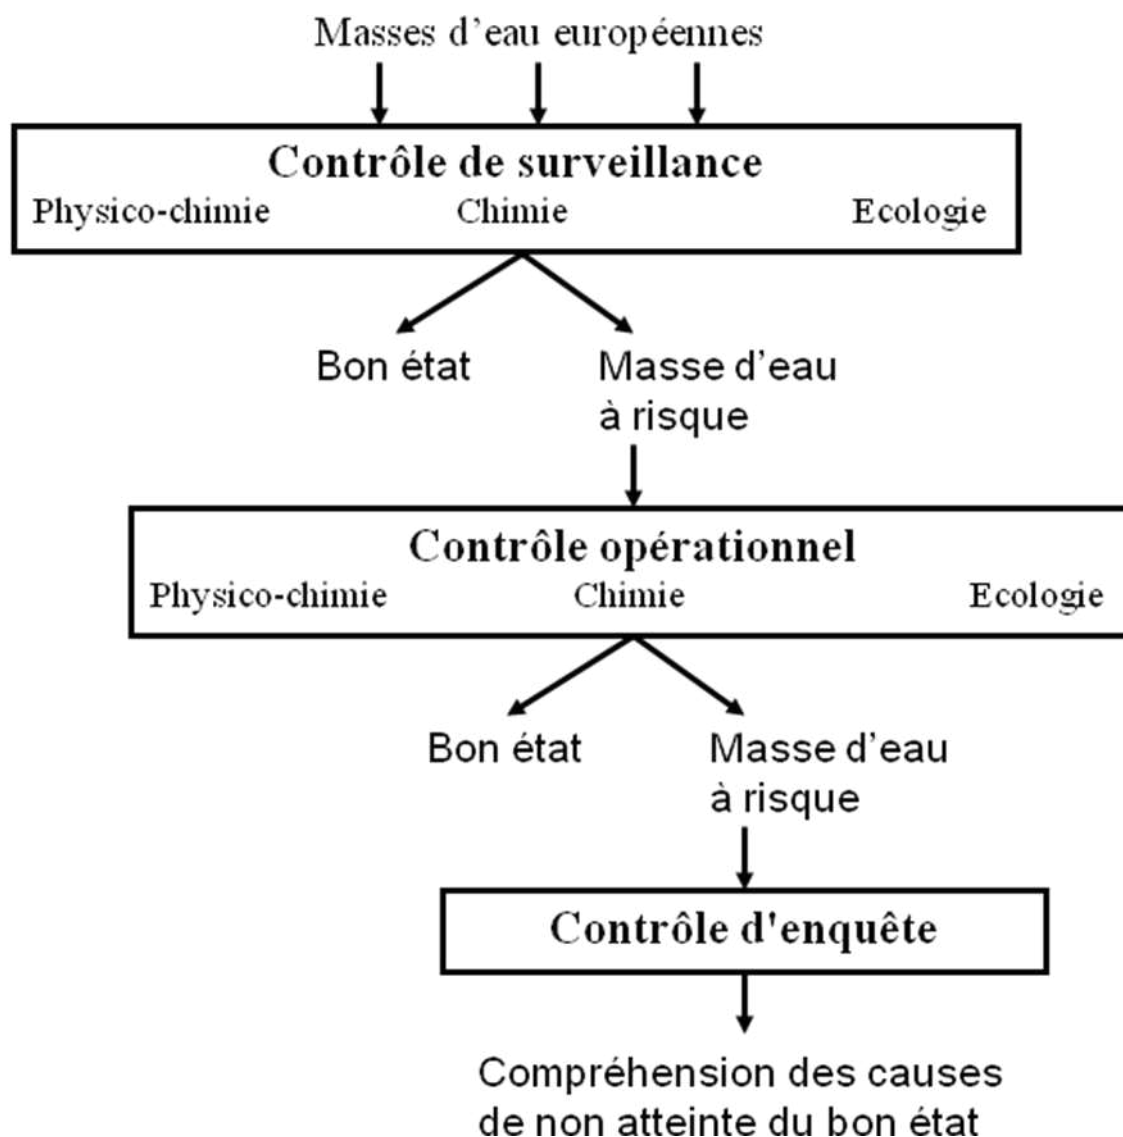 Masses d'eau européennes
Contrôle de surveillance
Physico-chimie Chimie Ecologie
Bon état
Masse d'eau
à risque
Contrôle opérationnel
Physico-chimie Chimie Ecologie
Bon état
Masse d'eau
à risque
Contrôle d'enquête
Compréhension des causes
de non atteinte du bon état